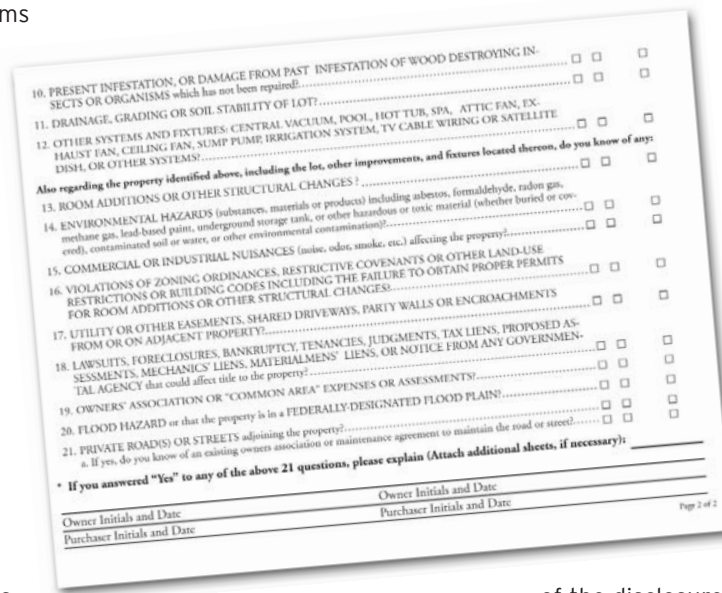 ms
10. PRESENT INFESTATION, OR DAMAGE FROM PAST INFESTATION OF WOOD DESTROYING IN-
SECTS OR ORGANISMS which has not been repaired?
11. DRAINAGE, GRADING OR SOIL STABILITY OF LOT?
12. OTHER SYSTEMS AND FIXTURES: CENTRAL VACUUM, POOL, HOT TUB, SPA, ATTIC FAN, EX-
HAUST FAN, CEILING FAN, SUMP PUMP, IRRIGATION SYSTEM, TV CABLE WIRING OR SATELLITE
DISH, OR OTHER SYSTEMS?
Also regarding the property identified above, including the lot, other improvements, and fixtures located thereon, do you know of any:
13. ROOM ADDITIONS OR OTHER STRUCTURAL CHANGES ?
14. ENVIRONMENTAL HAZARDS (substances, materials or products) including asbestos, formaldehyde, radon gas,
methane gas, lead-based paint, underground storage tank, or other hazardous or toxic material (whether buried or cov-
ered), contaminated soil or water, or other environmental contamination)?
15. COMMERCIAL OR INDUSTRIAL NUISANCES (noise, odor, smoke, etc.) affecting the property?
16. VIOLATIONS OF ZONING ORDINANCES, RESTRICTIVE COVENANTS OR OTHER LAND-USE
RESTRICTIONS OR BUILDING CODES INCLUDING THE FAILURE TO OBTAIN PROPER PERMITS
FOR ROOM ADDITIONS OR OTHER STRUCTURAL CHANGES?
17. UTILITY OR OTHER EASEMENTS, SHARED DRIVEWAYS, PARTY WALLS OR ENCROACHMENTS
FROM OR ON ADJACENT PROPERTY?
18. LAWSUITS, FORECLOSURES, BANKRUPTCY, TENANCIES, JUDGMENTS, TAX LIENS, PROPOSED AS-
SESSMENTS, MECHANICS' LIENS, MATERIALMENS' LIENS, OR NOTICE FROM ANY GOVERNMEN-
TAL AGENCY that could affect title to the property?
19. OWNERS' ASSOCIATION OR "COMMON AREA" EXPENSES OR ASSESSMENTS?
20. FLOOD HAZARD or that the property is in a FEDERALLY-DESIGNATED FLOOD PLAIN?
21. PRIVATE ROAD(S) OR STREETS adjoining the property?
a. If yes, do you know of an existing owners association or maintenance agreement to maintain the road or street?
* If you answered "Yes" to any of the above 21 questions, please explain (Attach additional sheets, if necessary):
Owner Initials and Date Owner Initials and Date
Purchaser Initials and Date Purchaser Initials and Date
Page 2 of 2
of the disclosure